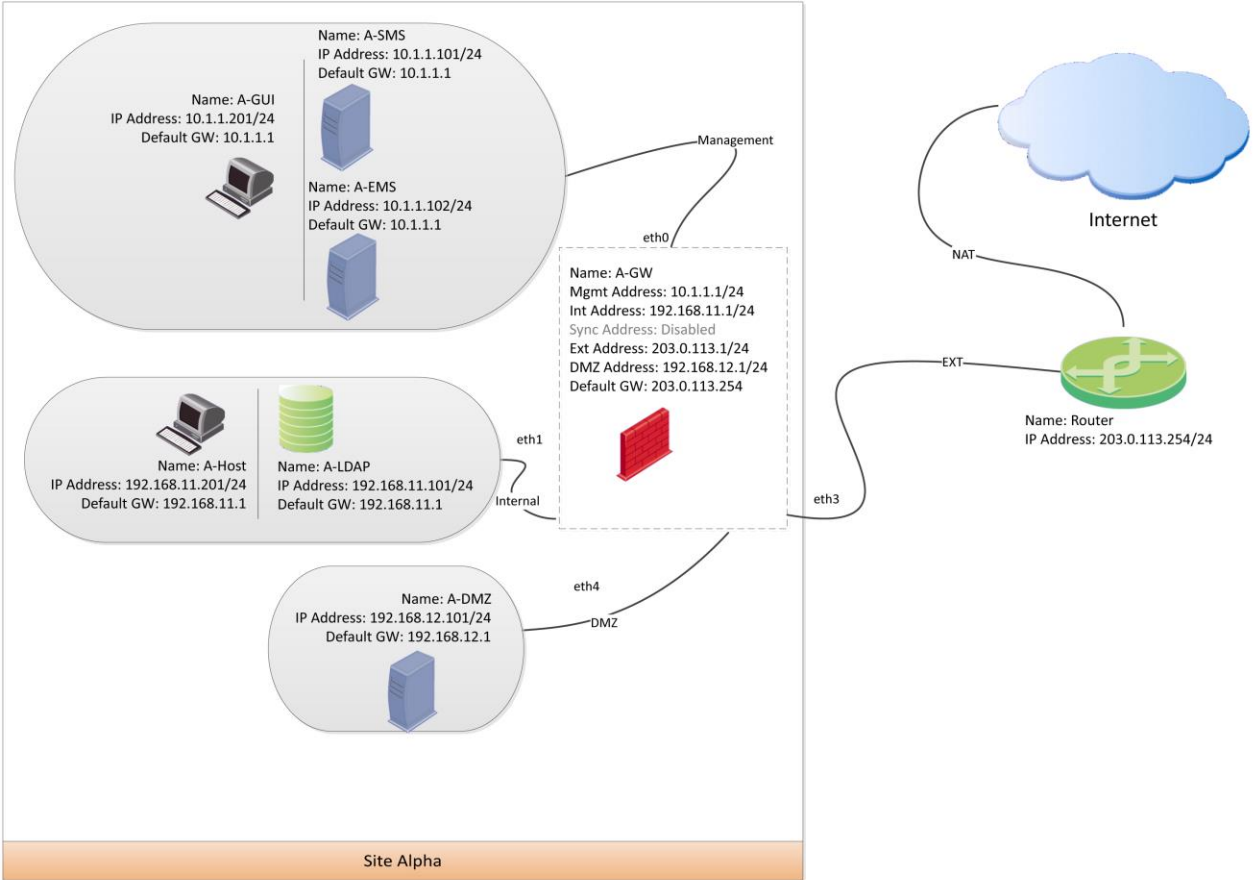 Name: A-SMS
IP Address: 10.1.1.101/24
Default GW: 10.1.1.1
Name: A-GUI
IP Address: 10.1.1.201/24
Default GW: 10.1.1.1
Name: A-EMS
IP Address: 10.1.1.102/24
Default GW: 10.1.1.1
Management
eth0
Name: A-GW
Mgmt Address: 10.1.1.1/24
Int Address: 192.168.11.1/24
Sync Address: Disabled
Ext Address: 203.0.113.1/24
DMZ Address: 192.168.12.1/24
Default GW: 203.0.113.254
Internet
NAT
EXT
Name: Router
IP Address: 203.0.113.254/24
eth3
Name: A-Host
IP Address: 192.168.11.201/24
Default GW: 192.168.11.1
Name: A-LDAP
IP Address: 192.168.11.101/24
Default GW: 192.168.11.1
eth1
Internal
eth4
DMZ
Name: A-DMZ
IP Address: 192.168.12.101/24
Default GW: 192.168.12.1
Site Alpha